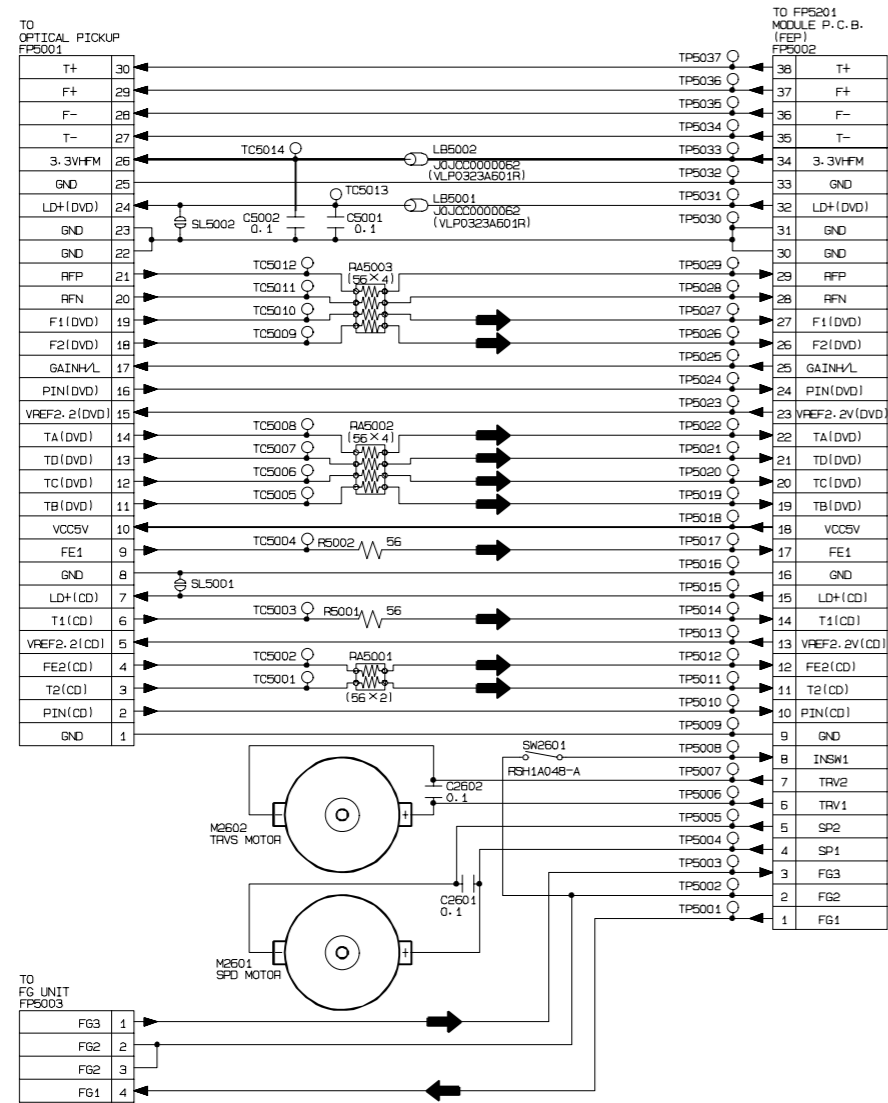 TO
OPTICAL PICKUP
FP5001
TO FP5201
MODULE P.C.B.
(FEP)
FP5002
T+ 30 TP5037 38 T+
F+ 29 TP5036 37 F+
F- 28 TP5035 36 F-
T- 27 TP5034 35 T-
3.3VHFM 26 TC5014 LB5002 TP5033 34 3.3VHFM
J0JCC0000062
(VLP0323A601R)
GND 25 TP5032 33 GND
LD+(DVD) 24 TC5013 LB5001 TP5031 32 LD+(DVD)
J0JCC0000062
(VLP0323A601R)
SL5002 C5002 C5001
0.1 0.1
GND 23 TP5030 31 GND
GND 22 30 GND
RFP 21 TC5012 RA5003 TP5029 29 RFP
(56×4)
RFN 20 TC5011 TP5028 28 RFN
F1(DVD) 19 TC5010 TP5027 27 F1(DVD)
F2(DVD) 18 TC5009 TP5026 26 F2(DVD)
GAINH/L 17 TP5025 25 GAINH/L
PIN(DVD) 16 TP5024 24 PIN(DVD)
VREF2.2(DVD) 15 TP5023 23 VREF2.2V(DVD)
TA(DVD) 14 TC5008 RA5002 TP5022 22 TA(DVD)
(56×4)
TD(DVD) 13 TC5007 TP5021 21 TD(DVD)
TC(DVD) 12 TC5006 TP5020 20 TC(DVD)
TB(DVD) 11 TC5005 TP5019 19 TB(DVD)
VCC5V 10 TP5018 18 VCC5V
FE1 9 TC5004 R5002 56 TP5017 17 FE1
GND 8 TP5016 16 GND
SL5001
LD+(CD) 7 TP5015 15 LD+(CD)
T1(CD) 6 TC5003 R5001 56 TP5014 14 T1(CD)
VREF2.2(CD) 5 TP5013 13 VREF2.2V(CD)
FE2(CD) 4 TC5002 RA5001 TP5012 12 FE2(CD)
T2(CD) 3 TC5001 TP5011 11 T2(CD)
(56×2)
PIN(CD) 2 TP5010 10 PIN(CD)
GND 1 TP5009 9 GND
SW2601 TP5008 8 INSW1
RSH1A048-A
TP5007 7 TRV2
C2602
0.1
TP5006 6 TRV1
M2602
TRVS MOTOR
+
TP5005 5 SP2
TP5004 4 SP1
TP5003 3 FG3
C2601
0.1
TP5002 2 FG2
TP5001 1 FG1
M2601
SPD MOTOR
+
TO
FG UNIT
FP5003
FG3 1
FG2 2
FG2 3
FG1 4